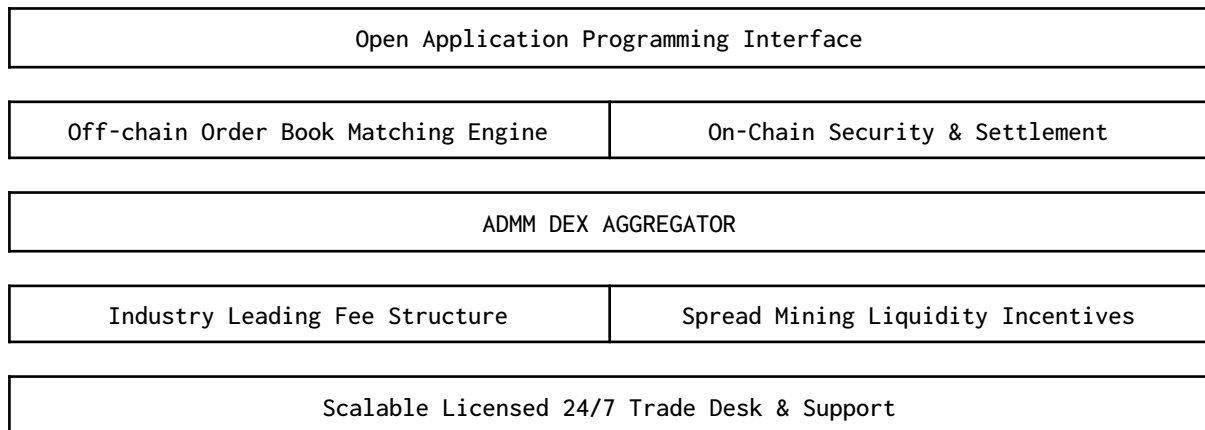 Open Application Programming Interface
Off-chain Order Book Matching Engine
On-Chain Security & Settlement
ADMM DEX AGGREGATOR
Industry Leading Fee Structure
Spread Mining Liquidity Incentives
Scalable Licensed 24/7 Trade Desk & Support